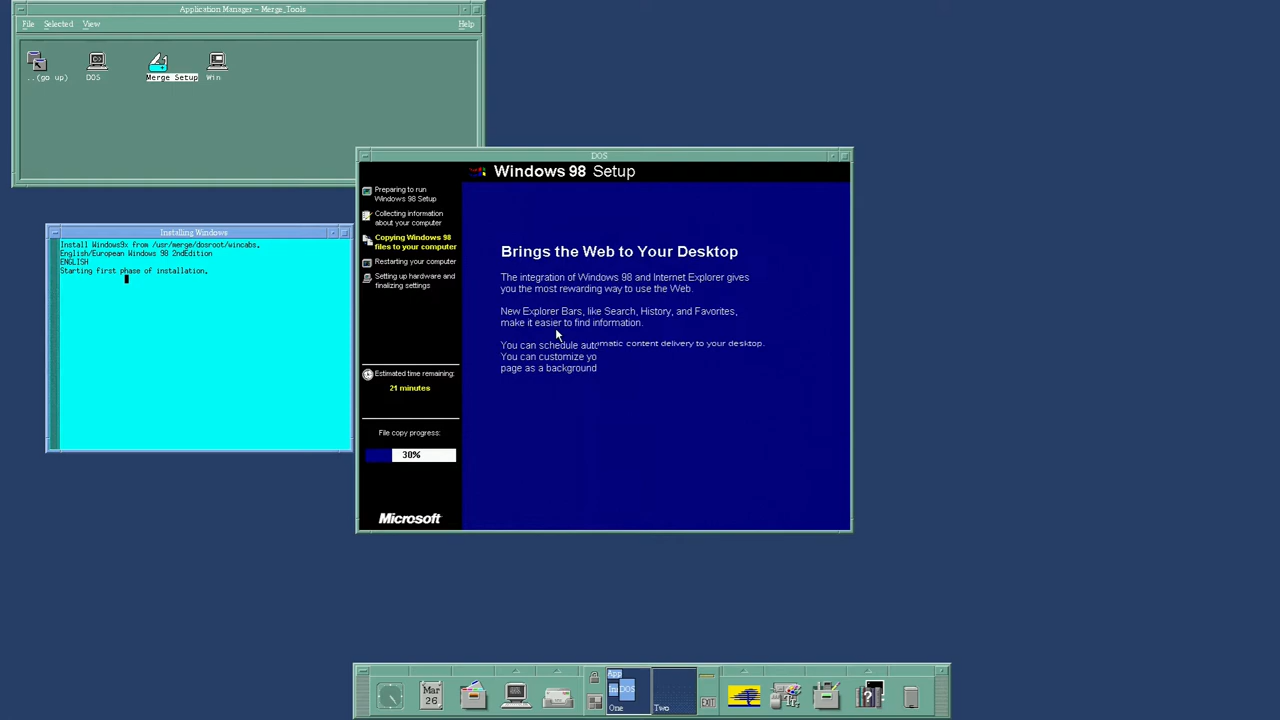 Application Manager - Merge_Tools
File Selected View Help
..(go up) DOS Merge Setup Win
DOS
Windows 98 Setup
Preparing to run
Windows 98 Setup
Collecting information
about your computer
Copying Windows 98
files to your computer
Restarting your computer
Setting up hardware and
finalizing settings
Estimated time remaining:
21 minutes
File copy progress:
30%
Microsoft
Brings the Web to Your Desktop
The integration of Windows 98 and Internet Explorer gives
you the most rewarding way to use the Web.
New Explorer Bars, like Search, History, and Favorites,
make it easier to find information.
You can schedule automatic content delivery to your desktop.
You can customize yo
page as a background
Installing Windows
Install Windows9x from /usr/merge/dosroot/wincabs.
English/European Windows 98 2ndEdition
ENGLISH
Starting first phase of installation.
Mar
26
App
Ins DOS
One
Two
EXIT